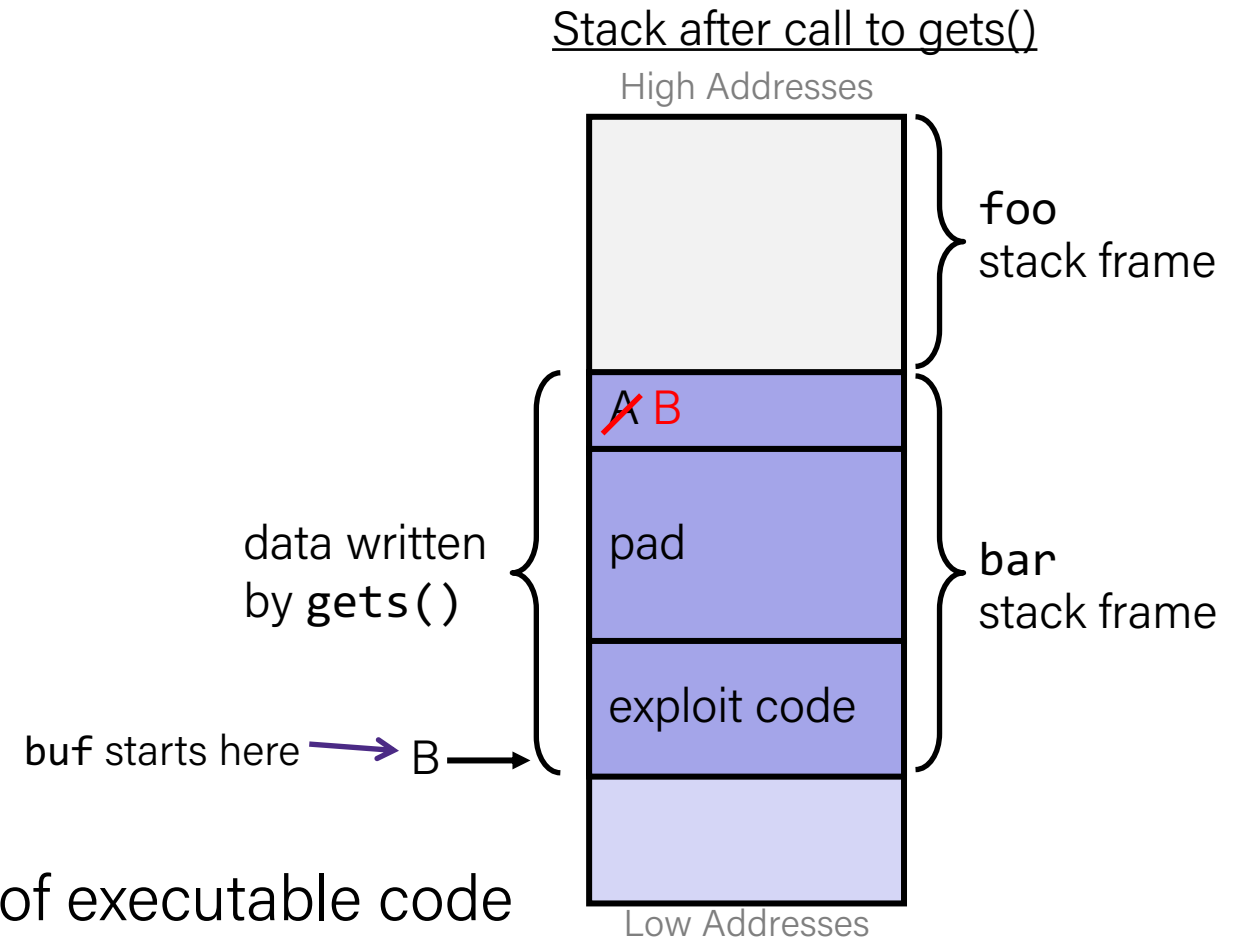 Stack after call to gets()
High Addresses
foo
stack frame
A B
data written
by gets()
pad
bar
stack frame
exploit code
buf starts here
B
of executable code
Low Addresses